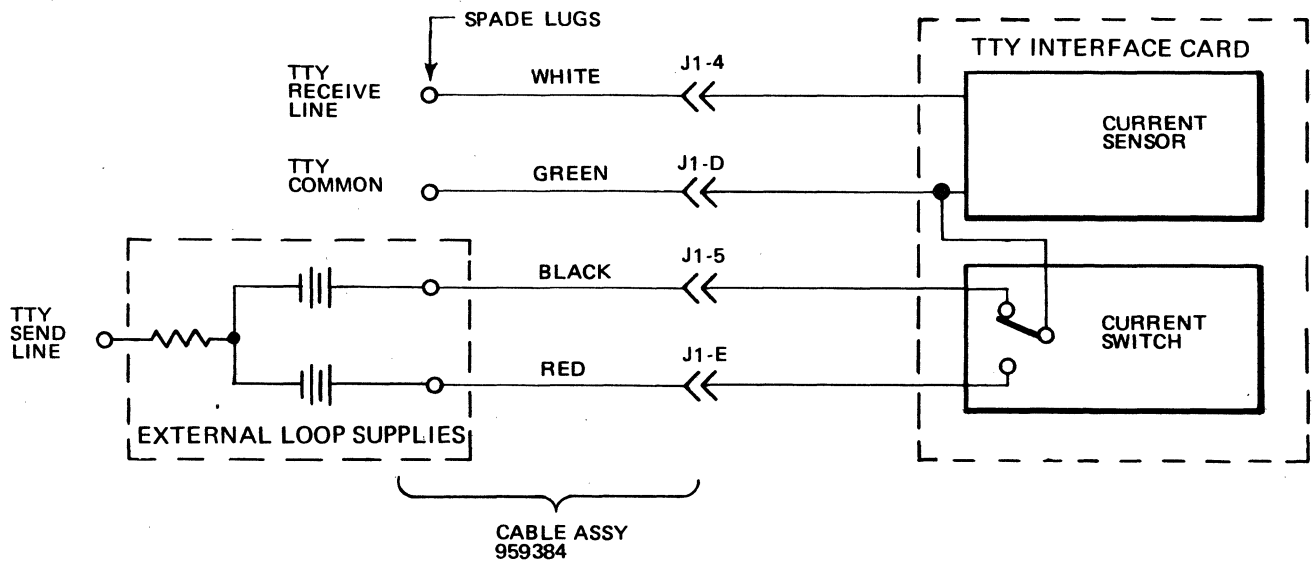 SPADE LUGS
TTY INTERFACE CARD
TTY
RECEIVE
LINE
WHITE
J1-4
CURRENT
SENSOR
TTY
COMMON
GREEN
J1-D
BLACK
J1-5
TTY
SEND
LINE
CURRENT
SWITCH
RED
J1-E
EXTERNAL LOOP SUPPLIES
CABLE ASSY
959384